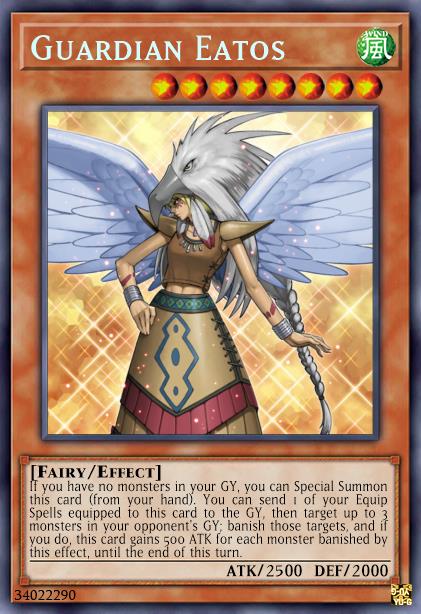 GUARDIAN EATOS
WIND
風
[FAIRY/EFFECT]
If you have no monsters in your GY, you can Special Summon
this card (from your hand). You can send 1 of your Equip
Spells equipped to this card to the GY, then target up to 3
monsters in your opponent's GY; banish those targets, and if
you do, this card gains 500 ATK for each monster banished by
this effect, until the end of this turn.
ATK/2500 DEF/2000
34022290